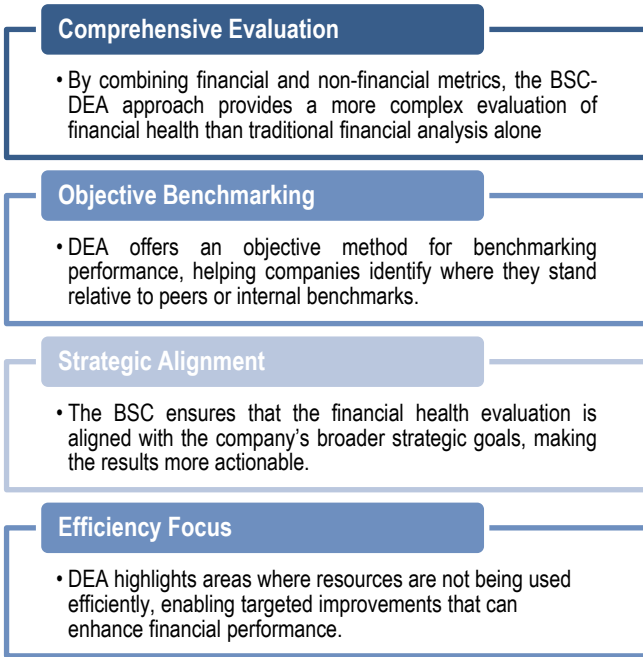 Comprehensive Evaluation
• By combining financial and non-financial metrics, the BSC-
DEA approach provides a more complex evaluation of
financial health than traditional financial analysis alone
Objective Benchmarking
• DEA offers an objective method for benchmarking
performance, helping companies identify where they stand
relative to peers or internal benchmarks.
Strategic Alignment
• The BSC ensures that the financial health evaluation is
aligned with the company’s broader strategic goals, making
the results more actionable.
Efficiency Focus
• DEA highlights areas where resources are not being used
efficiently, enabling targeted improvements that can
enhance financial performance.